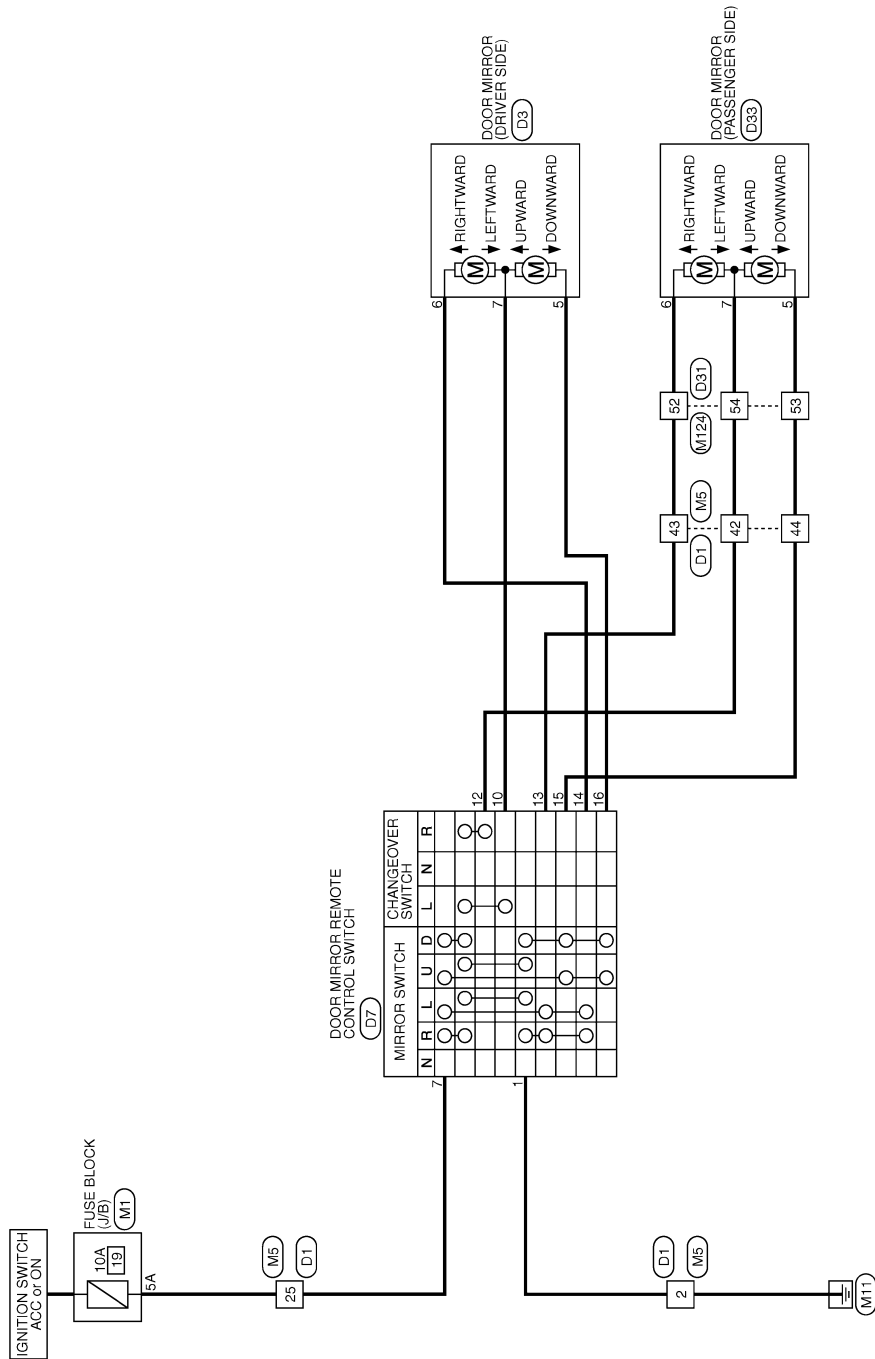 IGNITION SWITCH
ACC or ON
FUSE BLOCK
(J/B)
M1
10A
19
5A
M5
25
D1
D1
2
M5
M11
DOOR MIRROR REMOTE
CONTROL SWITCH
D7
MIRROR SWITCH
CHANGEOVER
SWITCH
N R L U D L N R
7
1
12
10
13
15
14
16
DOOR MIRROR
(DRIVER SIDE)
D3
6
7
5
M
M
RIGHTWARD
LEFTWARD
UPWARD
DOWNWARD
D1
M5
43
42
44
M124
D31
52
54
53
DOOR MIRROR
(PASSENGER SIDE)
D33
6
7
5
M
M
RIGHTWARD
LEFTWARD
UPWARD
DOWNWARD